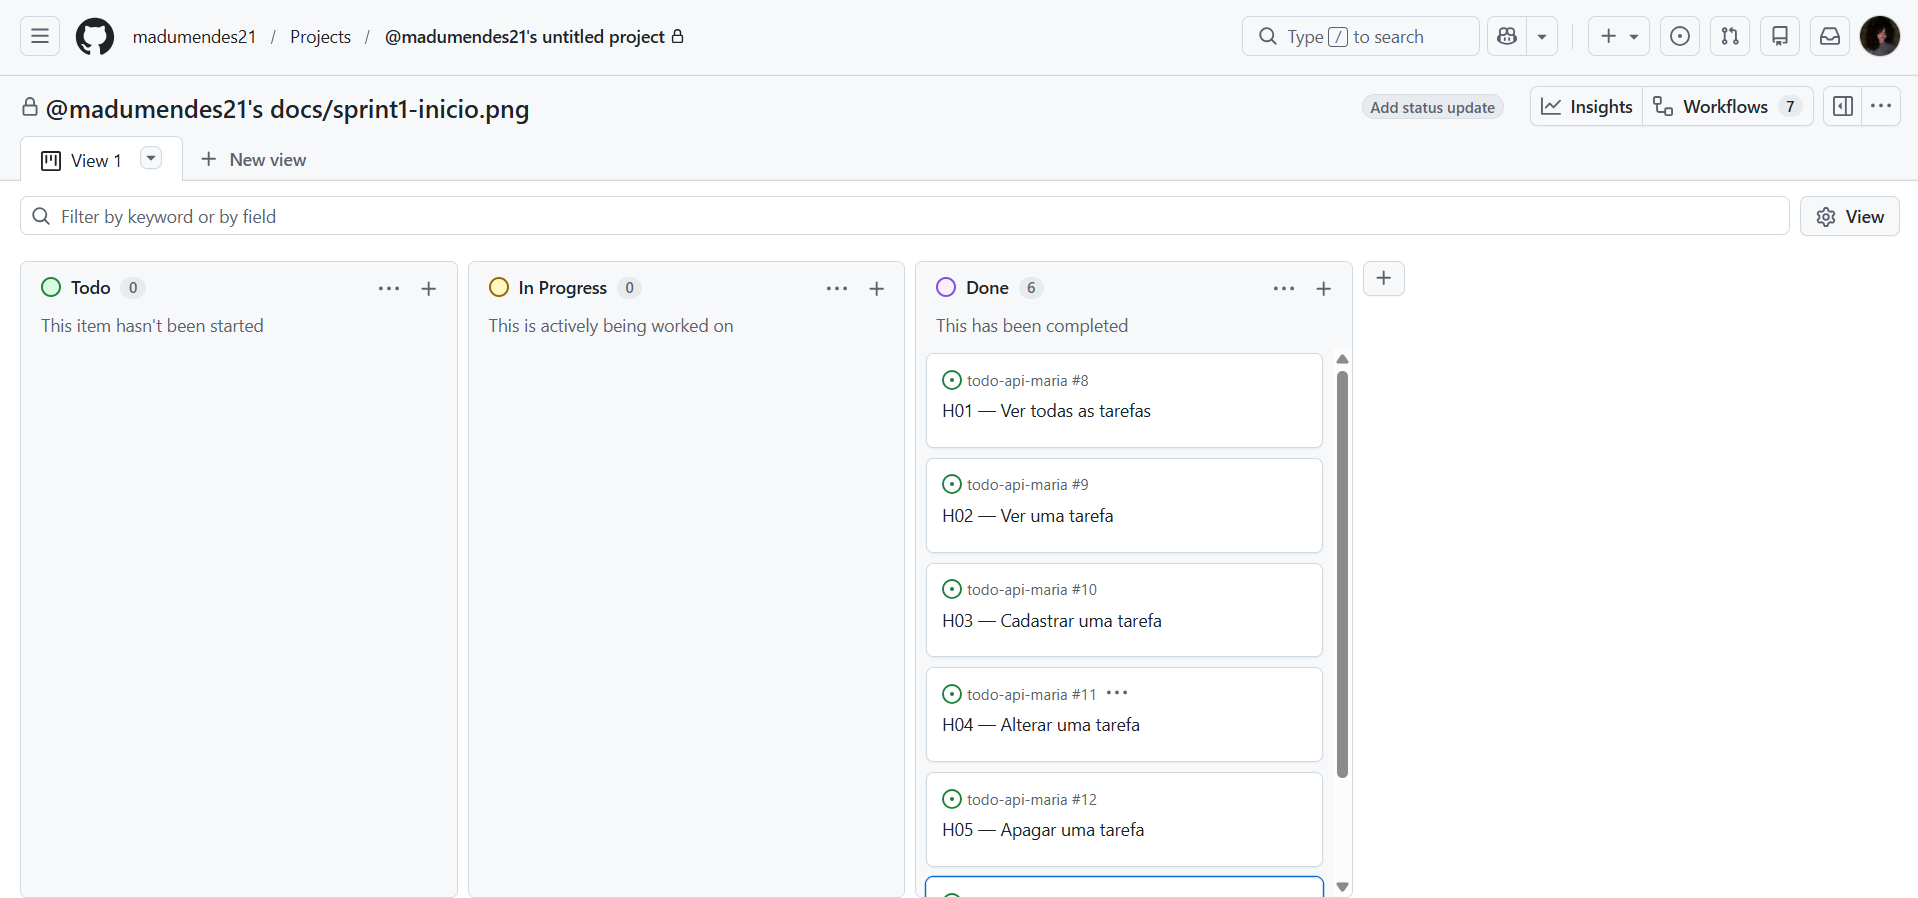 madumendes21 / Projects / @madumendes21's untitled project
Type / to search
@madumendes21's docs/sprint1-inicio.png
Add status update
Insights
Workflows 7
View 1
New view
Filter by keyword or by field
View
Todo 0
This item hasn't been started
In Progress 0
This is actively being worked on
Done 6
This has been completed
todo-api-maria #8
H01 — Ver todas as tarefas
todo-api-maria #9
H02 — Ver uma tarefa
todo-api-maria #10
H03 — Cadastrar uma tarefa
todo-api-maria #11
H04 — Alterar uma tarefa
todo-api-maria #12
H05 — Apagar uma tarefa